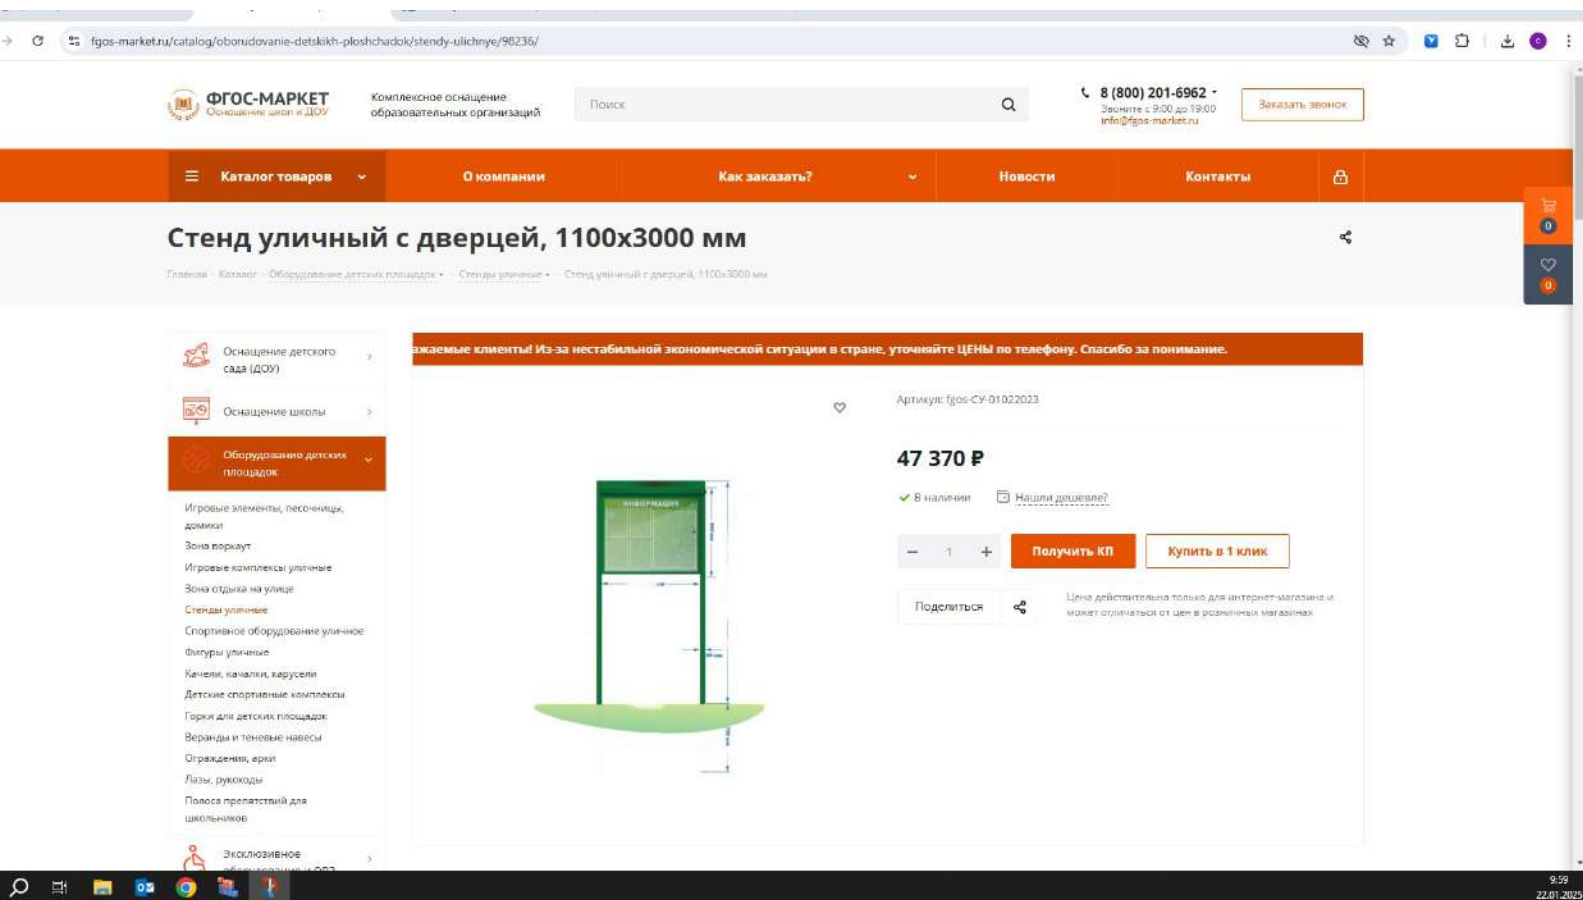 fgos-market.ru/catalog/oborudovanie-detskikh-ploshchadok/stendy-ulichnye/98236/
ФГОС-МАРКЕТ
Оснащение школ и ДОУ
Комплексное оснащение
образовательных организаций
Поиск
8 (800) 201-6962
Звоните с 9:00 до 19:00
info@fgos-market.ru
Заказать звонок
Каталог товаров
О компании
Как заказать?
Новости
Контакты
0
0
Стенд уличный с дверцей, 1100х3000 мм
Главная - Каталог - Оборудование детских площадок - Стенды уличные - Стенд уличный с дверцей, 1100х3000 мм
Оснащение детского
сада (ДОУ)
Оснащение школы
Оборудование детских
площадок
Игровые элементы, песочницы,
домики
Зона воркаут
Игровые комплексы уличные
Зона отдыха на улице
Стенды уличные
Спортивное оборудование уличное
Фигуры уличные
Качели, качалки, карусели
Детские спортивные комплексы
Горки для детских площадок
Веранды и теневые навесы
Ограждения, арки
Лазы, рукоходы
Полоса препятствий для
школьников
Эксклюзивное
ажаемые клиенты! Из-за нестабильной экономической ситуации в стране, уточняйте ЦЕНЫ по телефону. Спасибо за понимание.
ИНФОРМАЦИЯ
Артикул: fgos-СУ-01022023
47 370 ₽
В наличии
Нашли дешевле?
− 1 +
Получить КП
Купить в 1 клик
Поделиться
Цена действительна только для интернет-магазина и
может отличаться от цен в розничных магазинах
9:59
22.01.2025